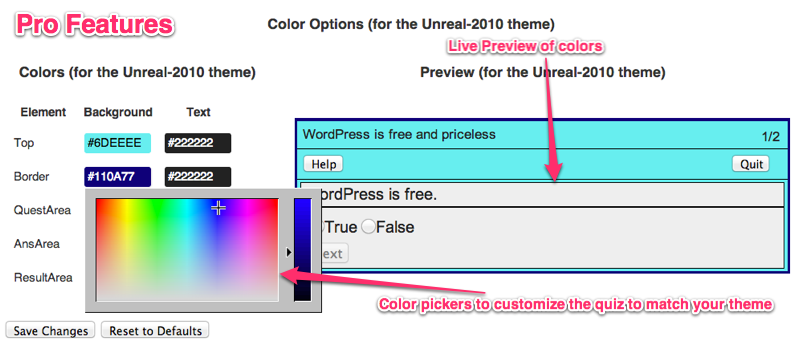 Pro Features
Color Options (for the Unreal-2010 theme)
Live Preview of colors
Colors (for the Unreal-2010 theme)
Preview (for the Unreal-2010 theme)
Element Background Text
Top #6DEEEE #222222
Border #110A77 #222222
QuestArea
AnsArea
ResultArea
WordPress is free and priceless 1/2
Help Quit
ordPress is free.
True False
ext
Color pickers to customize the quiz to match your theme
Save Changes Reset to Defaults